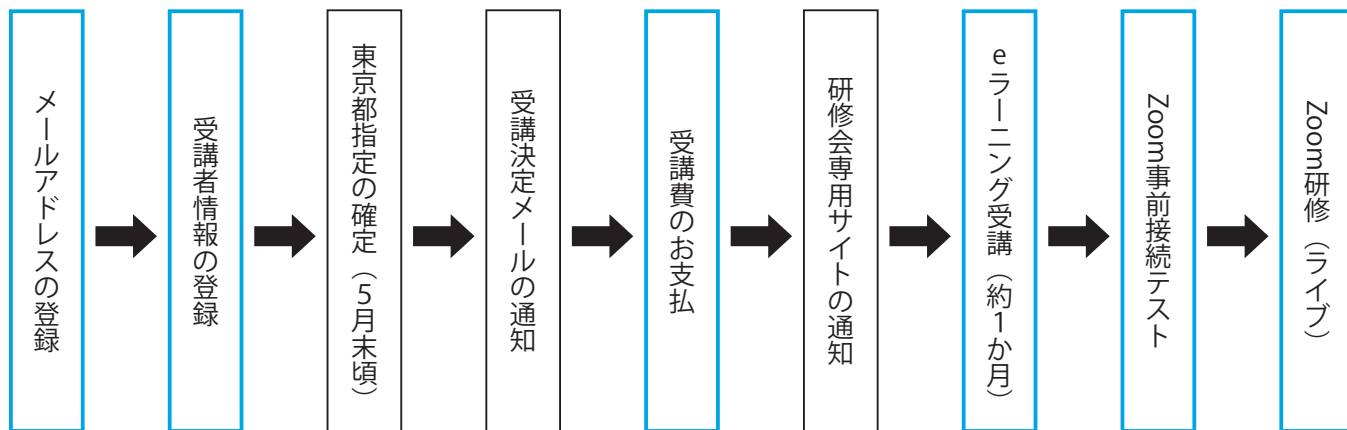 メールアドレスの登録
受講者情報の登録
東京都指定の確定（5月末頃）
受講決定メールの通知
受講費のお支払
研修会専用サイトの通知
eラーニング受講（約1か月）
Zoom事前接続テスト
Zoom研修（ライブ）